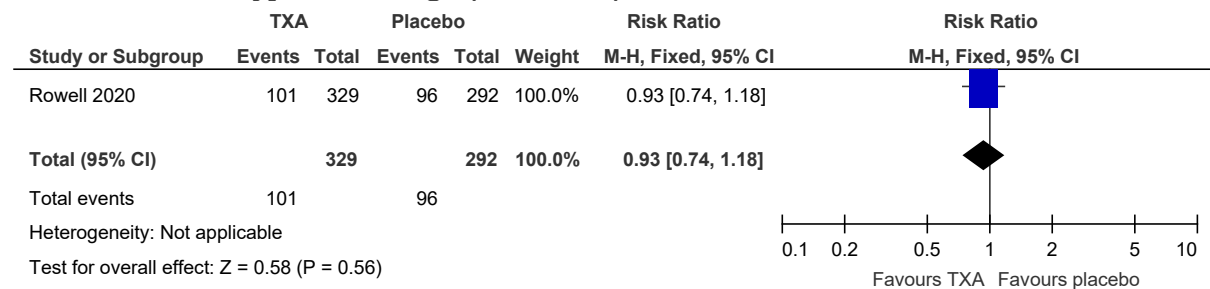 TXA Placebo Risk Ratio Risk Ratio
Study or Subgroup Events Total Events Total Weight M-H, Fixed, 95% CI M-H, Fixed, 95% CI
Rowell 2020 101 329 96 292 100.0% 0.93 [0.74, 1.18]
Total (95% CI) 329 292 100.0% 0.93 [0.74, 1.18]
Total events 101 96
Heterogeneity: Not applicable
Test for overall effect: Z = 0.58 (P = 0.56)
0.1 0.2 0.5 1 2 5 10
Favours TXA Favours placebo